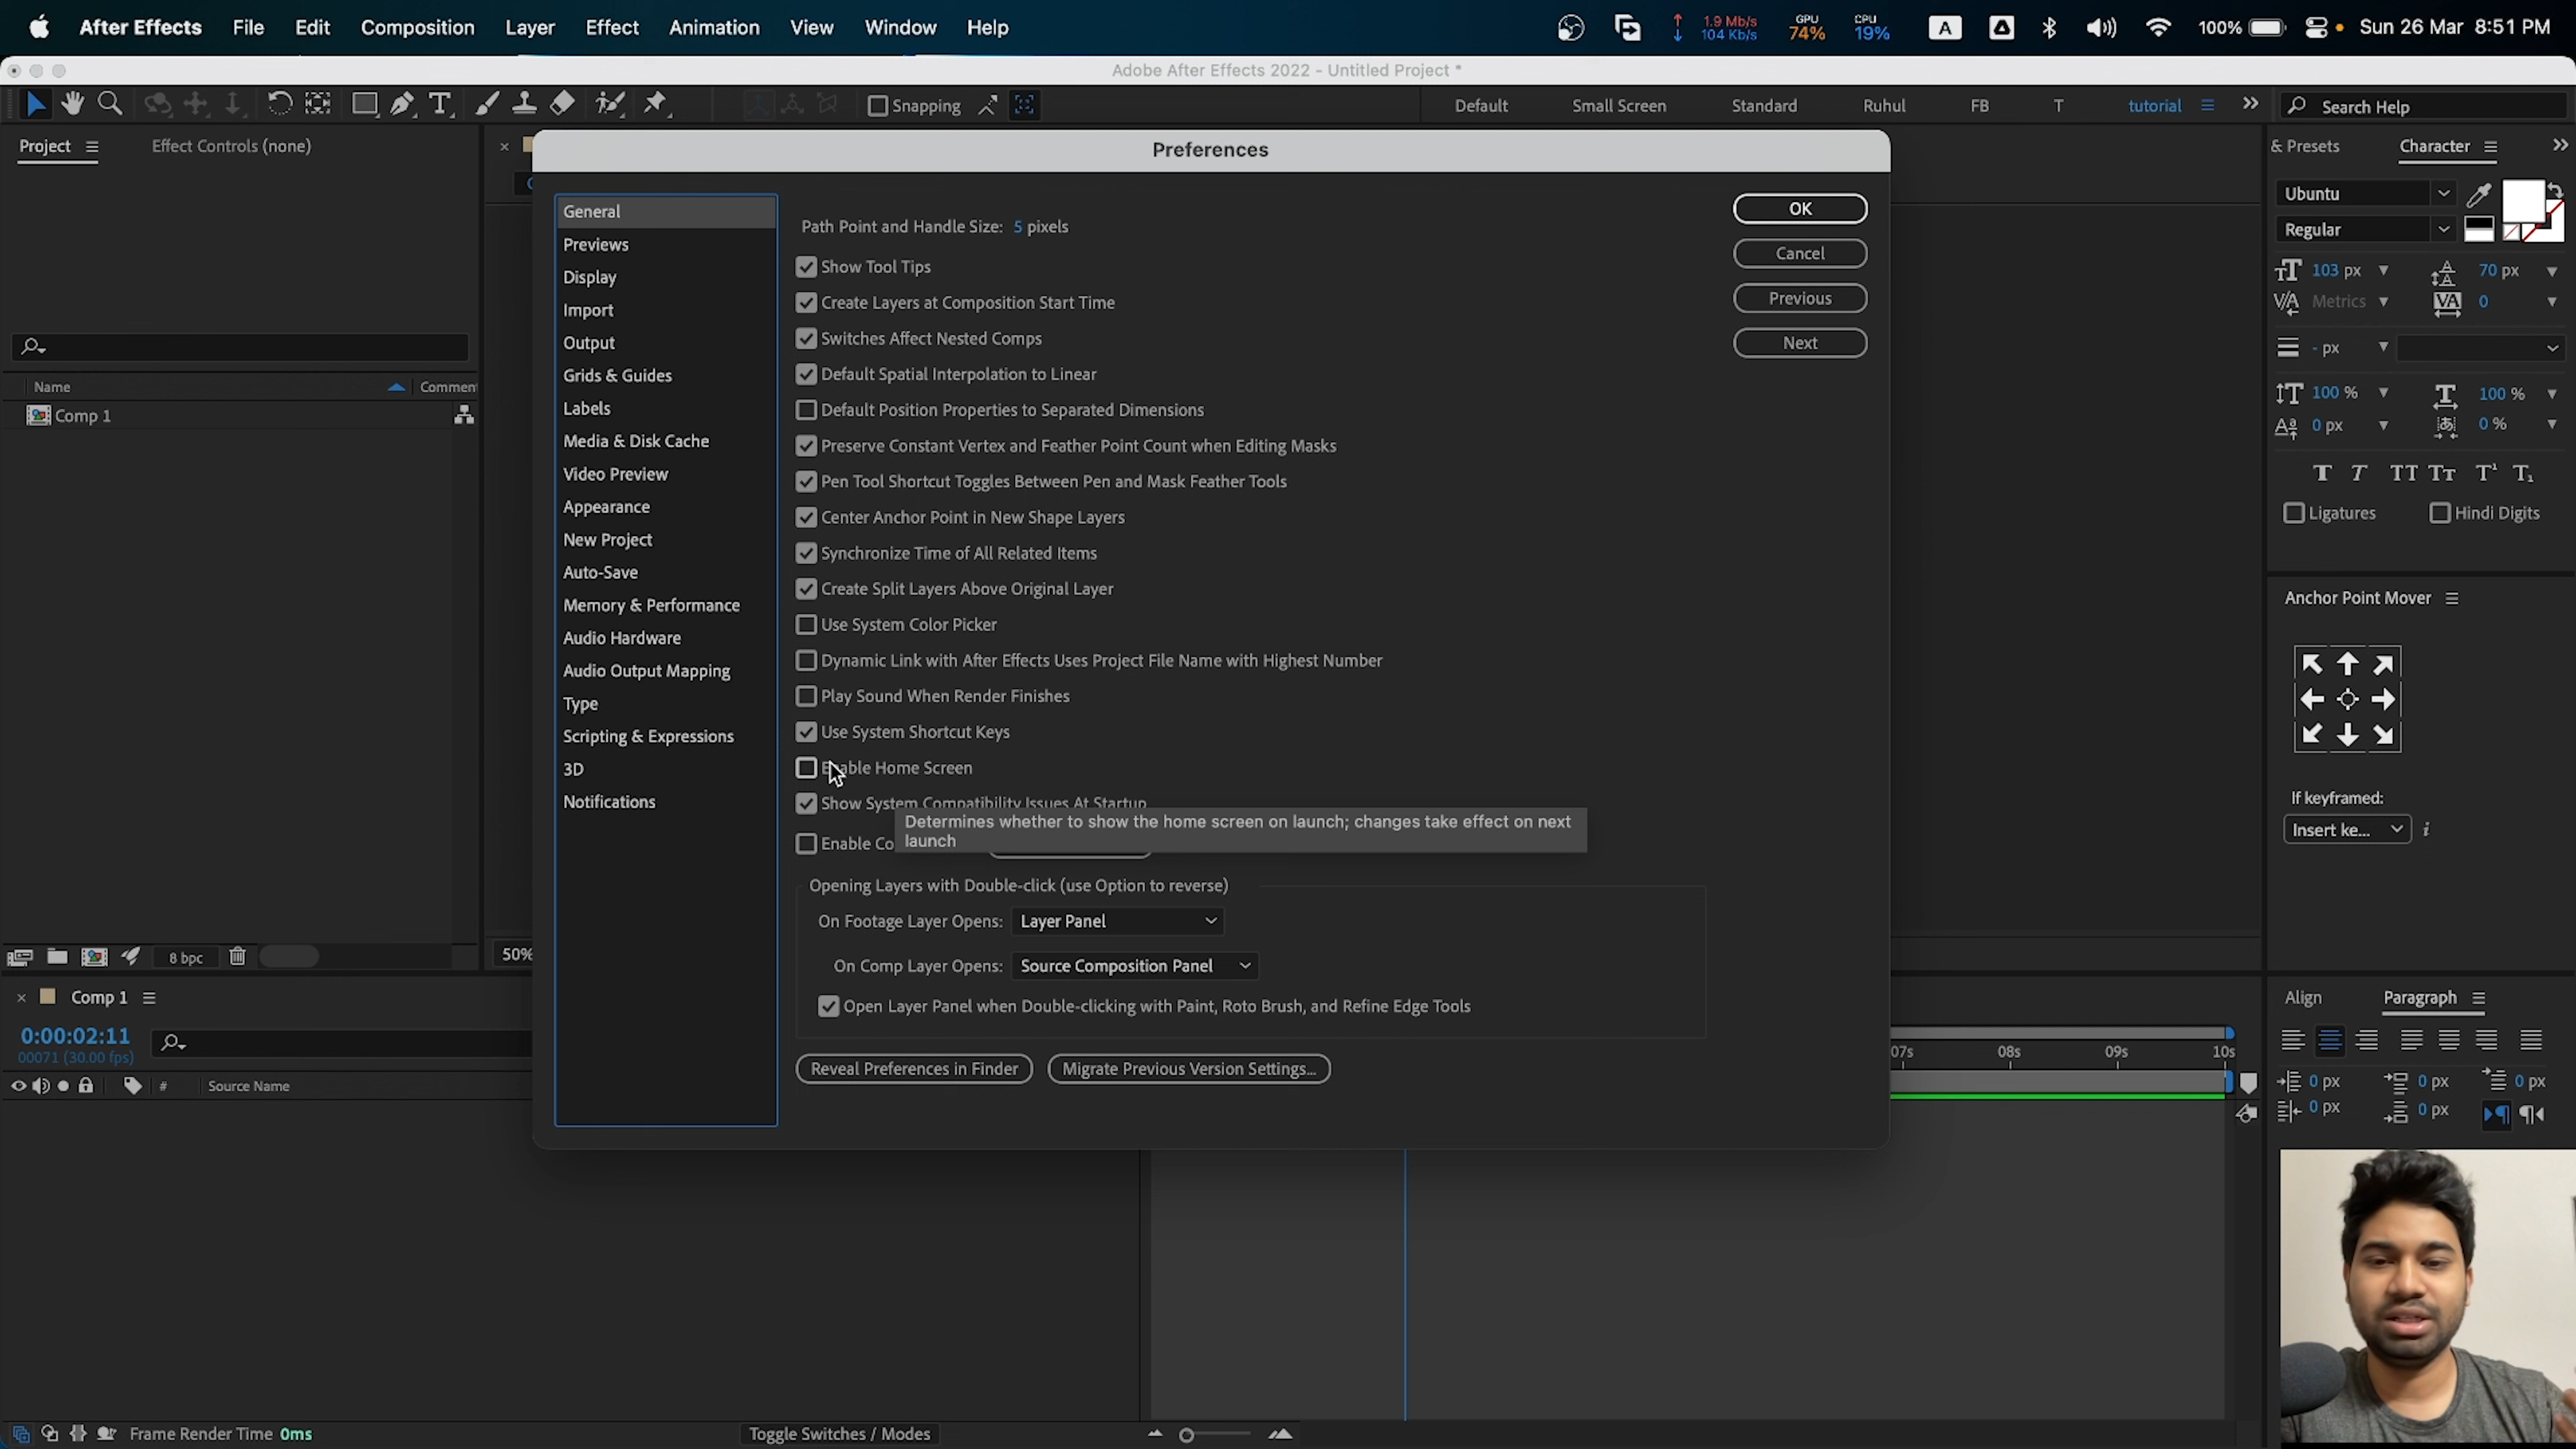 After Effects File Edit Composition Layer Effect Animation View Window Help
1.9 Mb/s
104 Kb/s
GPU
74%
CPU
19%
A
100%
Sun 26 Mar 8:51 PM
Adobe After Effects 2022 - Untitled Project *
Snapping
Default Small Screen Standard Ruhul FB T tutorial
Search Help
Project Effect Controls (none)
Name Commen
Comp 1
8 bpc
50%
Preferences
General
Previews
Display
Import
Output
Grids & Guides
Labels
Media & Disk Cache
Video Preview
Appearance
New Project
Auto-Save
Memory & Performance
Audio Hardware
Audio Output Mapping
Type
Scripting & Expressions
3D
Notifications
Path Point and Handle Size: 5 pixels
Show Tool Tips
Create Layers at Composition Start Time
Switches Affect Nested Comps
Default Spatial Interpolation to Linear
Default Position Properties to Separated Dimensions
Preserve Constant Vertex and Feather Point Count when Editing Masks
Pen Tool Shortcut Toggles Between Pen and Mask Feather Tools
Center Anchor Point in New Shape Layers
Synchronize Time of All Related Items
Create Split Layers Above Original Layer
Use System Color Picker
Dynamic Link with After Effects Uses Project File Name with Highest Number
Play Sound When Render Finishes
Use System Shortcut Keys
Enable Home Screen
Show System Compatibility Issues At Startup
Enable Co
Determines whether to show the home screen on launch; changes take effect on next
launch
Opening Layers with Double-click (use Option to reverse)
On Footage Layer Opens: Layer Panel
On Comp Layer Opens: Source Composition Panel
Open Layer Panel when Double-clicking with Paint, Roto Brush, and Refine Edge Tools
Reveal Preferences in Finder Migrate Previous Version Settings...
OK
Cancel
Previous
Next
& Presets Character
Ubuntu
Regular
103 px 70 px
Metrics 0
- px
100 % 100 %
0 px 0 %
Ligatures Hindi Digits
Anchor Point Mover
If keyframed:
Insert ke... i
Align Paragraph
0 px 0 px 0 px
0 px 0 px
Comp 1
0:00:02:11
00071 (30.00 fps)
# Source Name
07s 08s 09s 10s
Frame Render Time 0ms
Toggle Switches / Modes